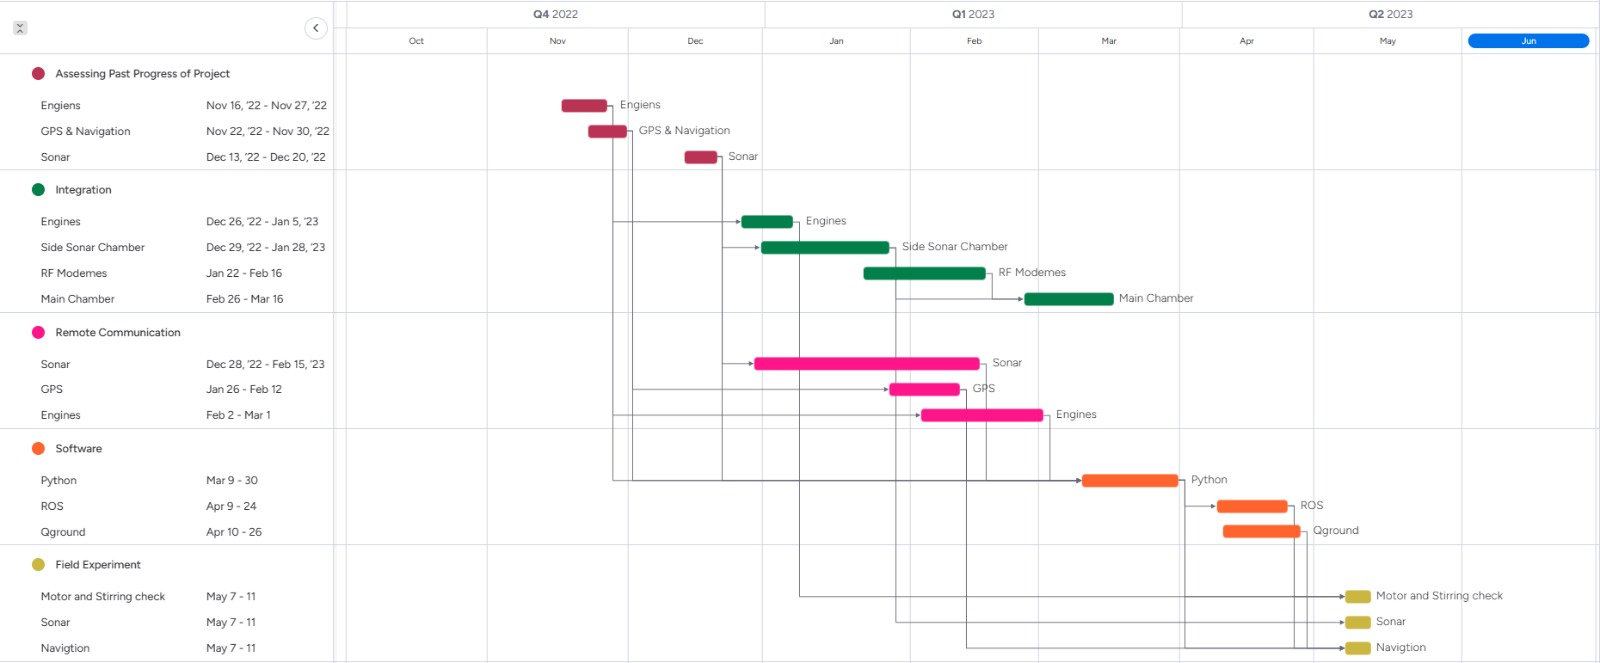 Q4 2022 Q1 2023 Q2 2023
Oct Nov Dec Jan Feb Mar Apr May Jun
Assessing Past Progress of Project
Engiens Nov 16, '22 - Nov 27, '22 Engiens
GPS & Navigation Nov 22, '22 - Nov 30, '22 GPS & Navigation
Sonar Dec 13, '22 - Dec 20, '22 Sonar
Integration
Engines Dec 26, '22 - Jan 5, '23 Engines
Side Sonar Chamber Dec 29, '22 - Jan 28, '23 Side Sonar Chamber
RF Modemes Jan 22 - Feb 16 RF Modemes
Main Chamber Feb 26 - Mar 16 Main Chamber
Remote Communication
Sonar Dec 28, '22 - Feb 15, '23 Sonar
GPS Jan 26 - Feb 12 GPS
Engines Feb 2 - Mar 1 Engines
Software
Python Mar 9 - 30 Python
ROS Apr 9 - 24 ROS
Qground Apr 10 - 26 Qground
Field Experiment
Motor and Stirring check May 7 - 11 Motor and Stirring check
Sonar May 7 - 11 Sonar
Navigtion May 7 - 11 Navigtion